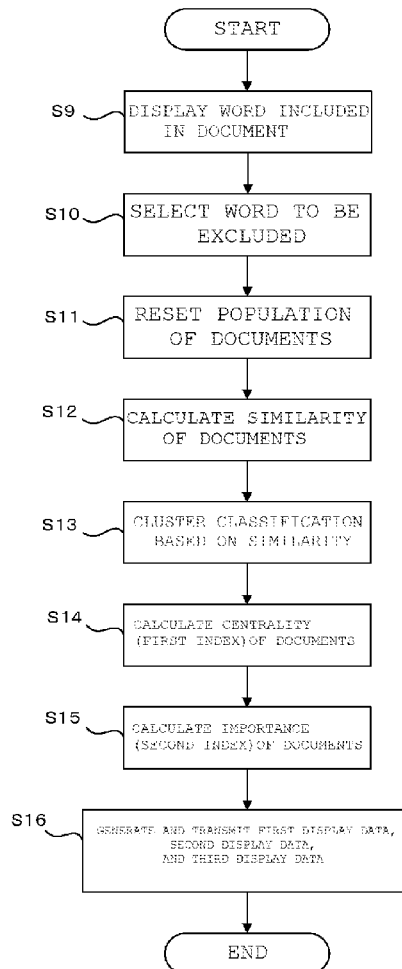 START
S9
DISPLAY WORD INCLUDED
IN DOCUMENT
S10
SELECT WORD TO BE
EXCLUDED
S11
RESET POPULATION
OF DOCUMENTS
S12
CALCULATE SIMILARITY
OF DOCUMENTS
S13
CLUSTER CLASSIFICATION
BASED ON SIMILARITY
S14
CALCULATE CENTRALITY
(FIRST INDEX)OF DOCUMENTS
S15
CALCULATE IMPORTANCE
(SECOND INDEX)OF DOCUMENTS
S16
GENERATE AND TRANSMIT FIRST DISPLAY DATA,
SECOND DISPLAY DATA,
AND THIRD DISPLAY DATA
END